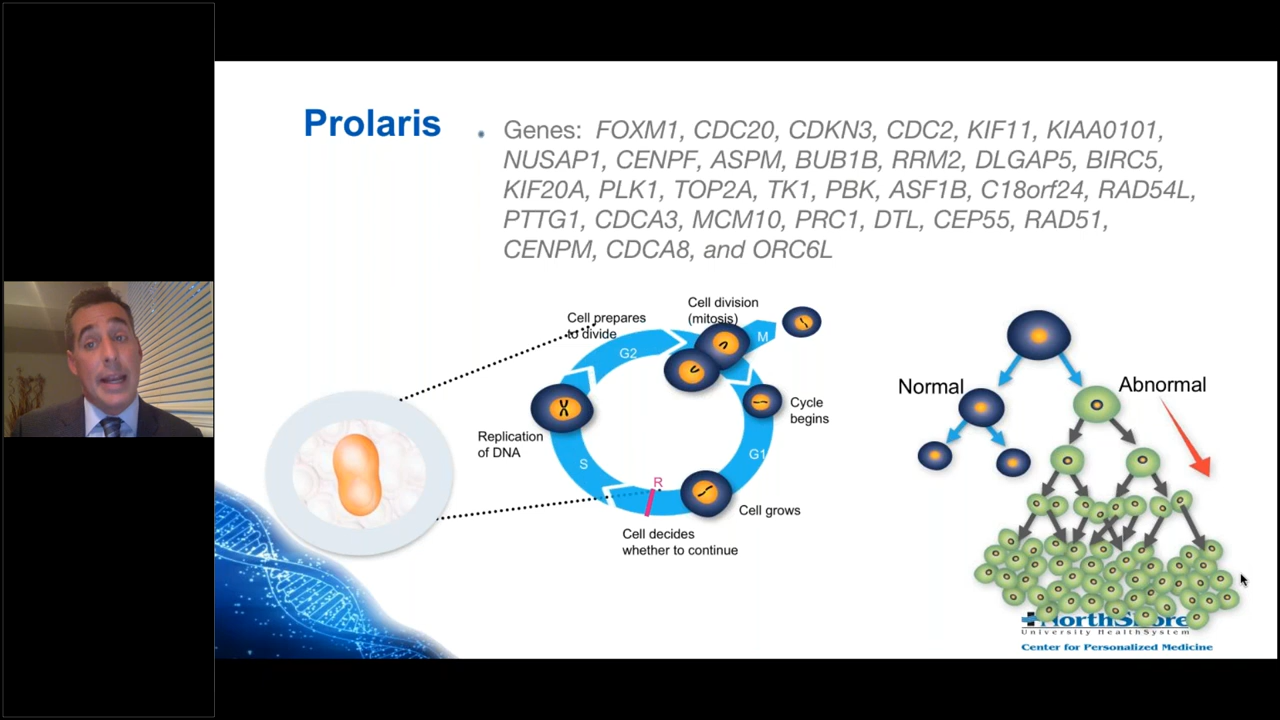 Prolaris
Genes: FOXM1, CDC20, CDKN3, CDC2, KIF11, KIAA0101,
NUSAP1, CENPF, ASPM, BUB1B, RRM2, DLGAP5, BIRC5,
KIF20A, PLK1, TOP2A, TK1, PBK, ASF1B, C18orf24, RAD54L,
PTTG1, CDCA3, MCM10, PRC1, DTL, CEP55, RAD51,
CENPM, CDCA8, and ORC6L
Cell prepares
to divide
Cell division
(mitosis)
M
G2
Cycle
begins
Replication
of DNA
S
G1
R
Cell grows
Cell decides
whether to continue
Normal
Abnormal
NorthShore
University HealthSystem
Center for Personalized Medicine